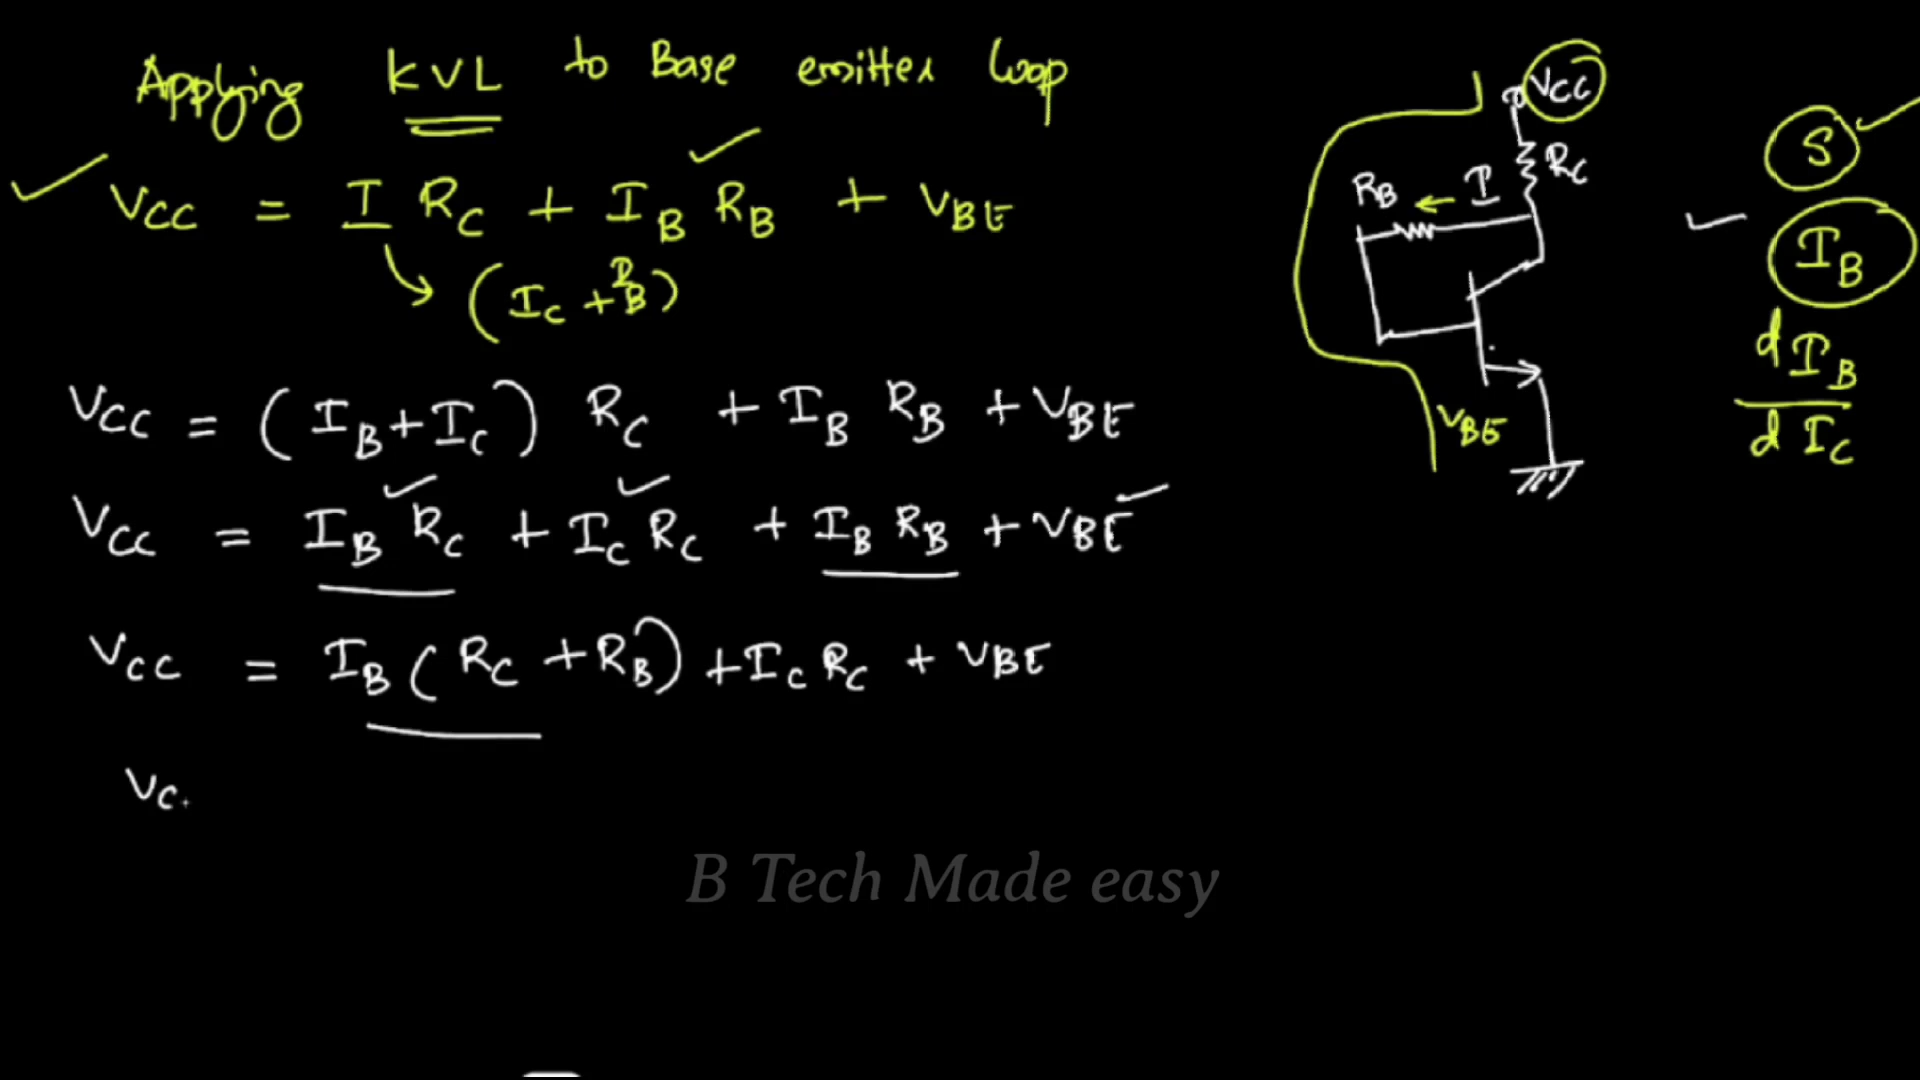 Applying KVL to Base emitter loop
VCC = I RC + IB RB + VBE
(IC + IB)
VCC = (IB + IC) RC + IB RB + VBE
VCC = IB RC + IC RC + IB RB + VBE
VCC = IB (RC + RB) + IC RC + VBE
VC
VCC
RC
RB
I
VBE
S
IB
dIB
dIC
B Tech Made easy